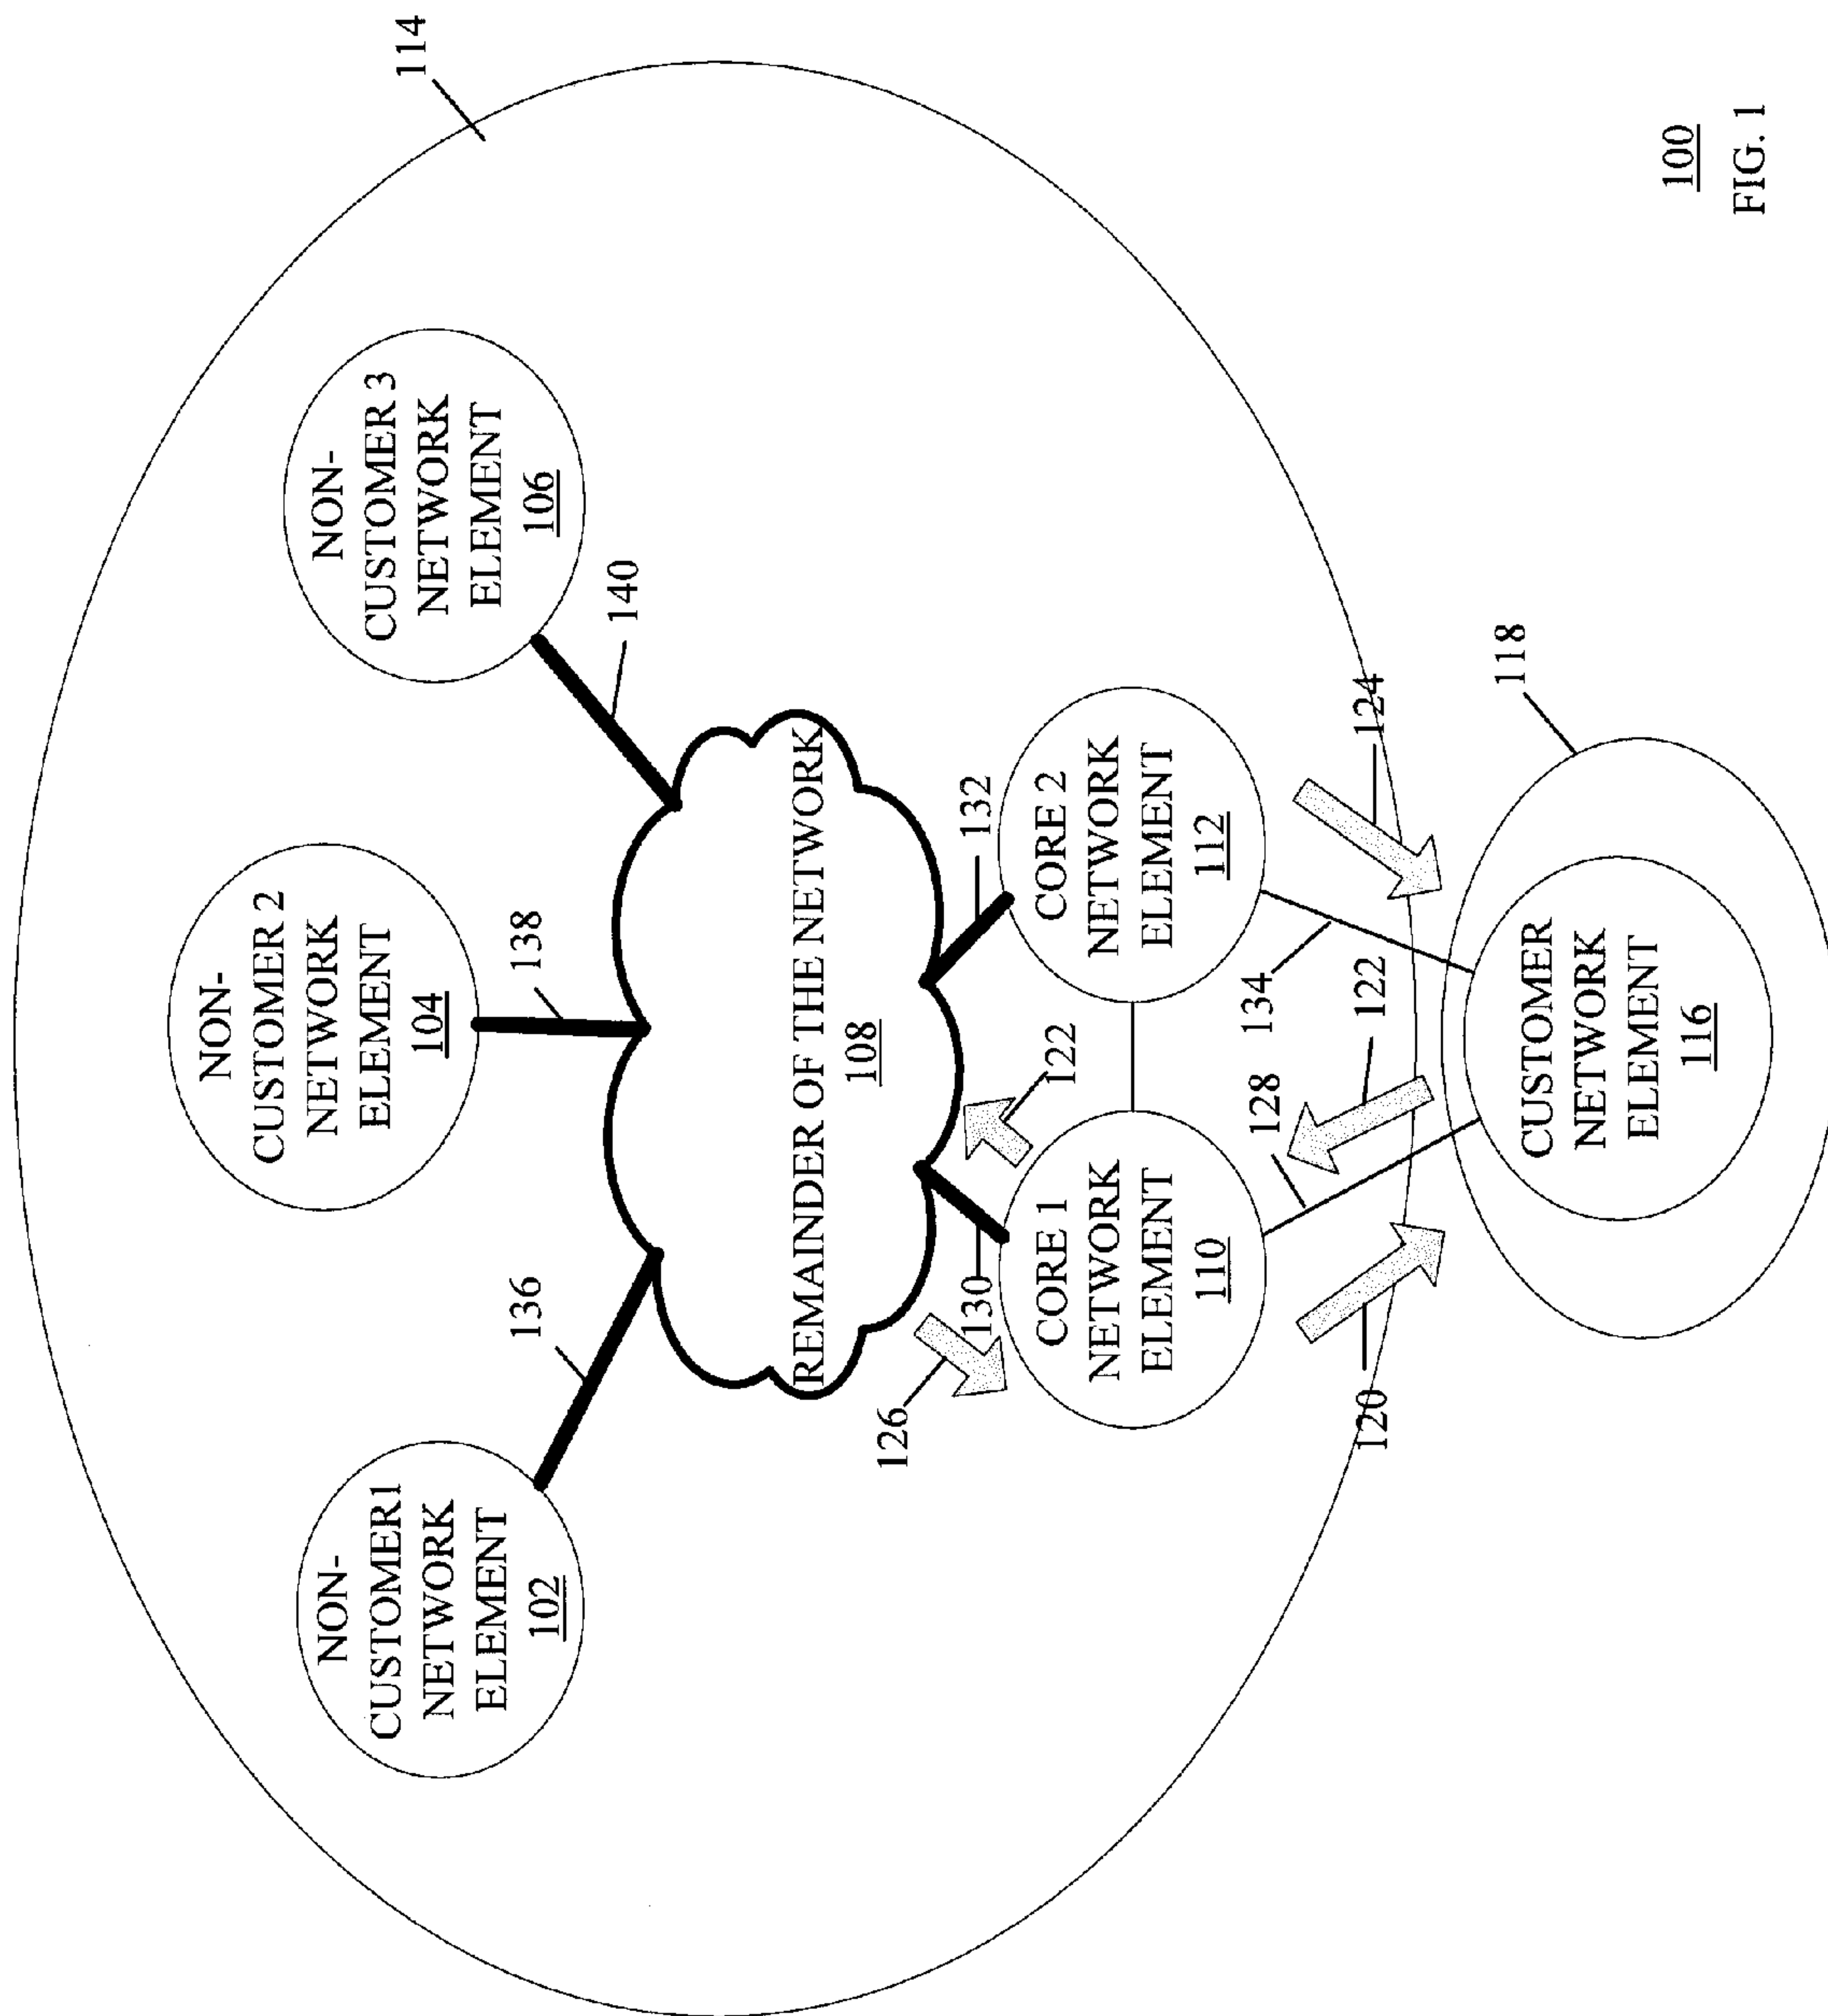 114
NON-
CUSTOMER 2
NETWORK
ELEMENT
104
NON-
CUSTOMER1
NETWORK
ELEMENT
102
NON-
CUSTOMER 3
NETWORK
ELEMENT
106
136
138
140
REMAINDER OF THE NETWORK
108
126
130
122
132
CORE 1
NETWORK
ELEMENT
110
CORE 2
NETWORK
ELEMENT
112
120
128
122
134
124
118
CUSTOMER
NETWORK
ELEMENT
116
100
FIG. 1